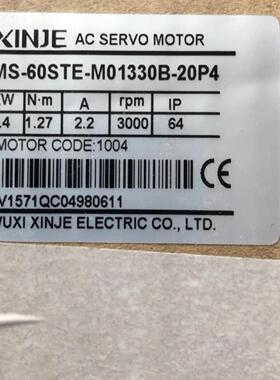 XINJE AC SERVO MOTOR
MS-60STE-M01330B-20P4
KW N·m A rpm IP
.4 1.27 2.2 3000 64
MOTOR CODE:1004
V1571QC04980611
WUXI XINJE ELECTRIC CO., LTD.